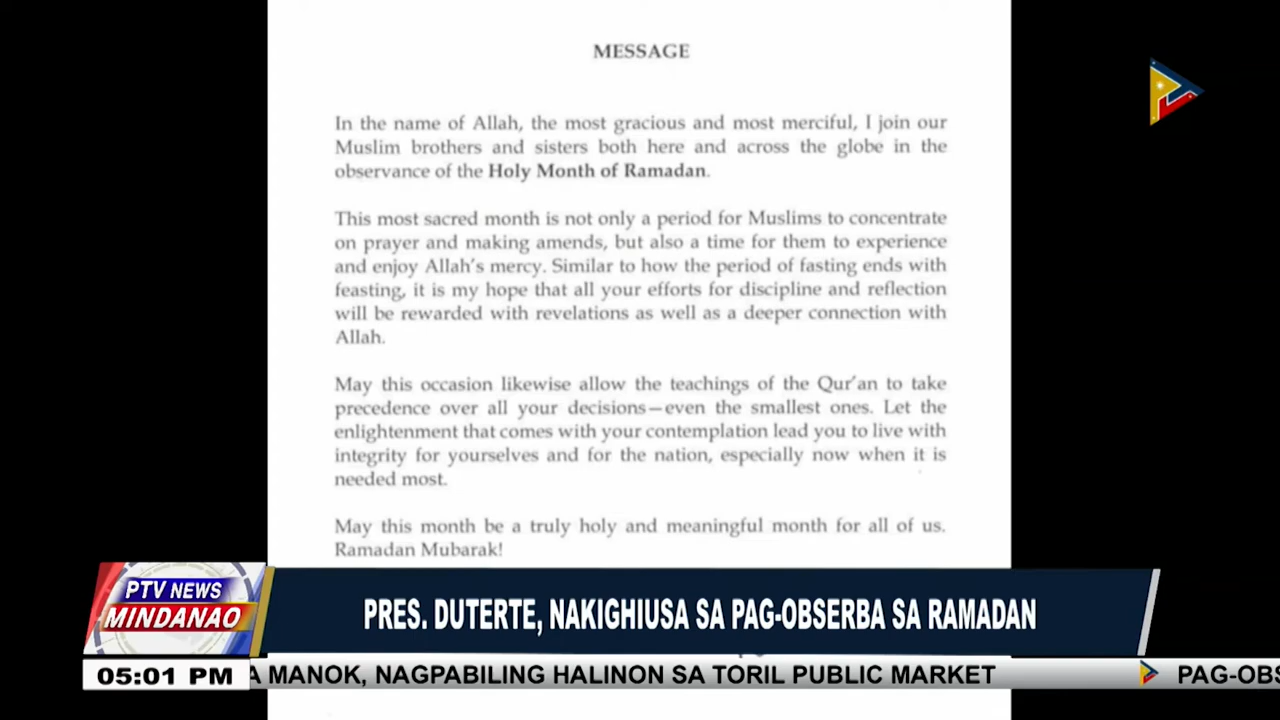 MESSAGE
In the name of Allah, the most gracious and most merciful, I join our
Muslim brothers and sisters both here and across the globe in the
observance of the Holy Month of Ramadan.
This most sacred month is not only a period for Muslims to concentrate
on prayer and making amends, but also a time for them to experience
and enjoy Allah's mercy. Similar to how the period of fasting ends with
feasting, it is my hope that all your efforts for discipline and reflection
will be rewarded with revelations as well as a deeper connection with
Allah.
May this occasion likewise allow the teachings of the Qur'an to take
precedence over all your decisions—even the smallest ones. Let the
enlightenment that comes with your contemplation lead you to live with
integrity for yourselves and for the nation, especially now when it is
needed most.
May this month be a truly holy and meaningful month for all of us.
Ramadan Mubarak!
PTV NEWS
MINDANAO
PRES. DUTERTE, NAKIGHIUSA SA PAG-OBSERBA SA RAMADAN
05:01 PM
A MANOK, NAGPABILING HALINON SA TORIL PUBLIC MARKET
PAG-OBS